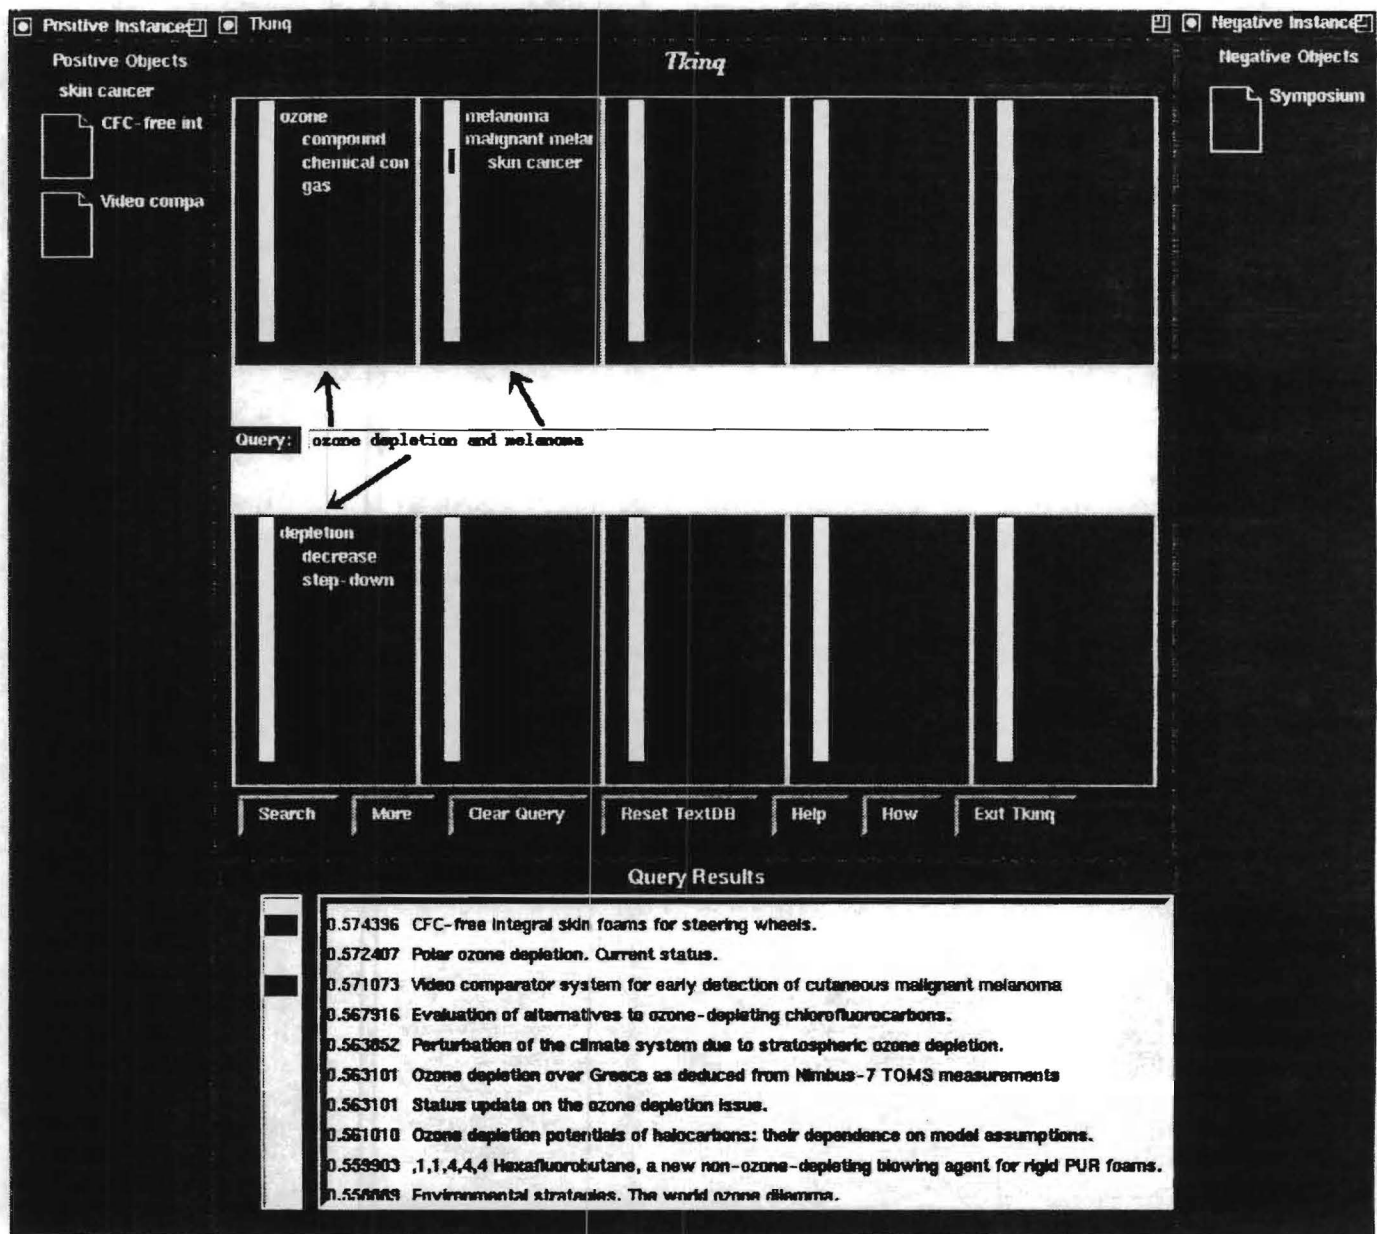 Positive Instances
Tkinq
Negative Instance
Positive Objects
Tkinq
Negative Objects
skin cancer
CFC-free int
Video compa
Symposium
ozone
compound
chemical con
gas
melanoma
malignant melar
skin cancer
Query: ozone depletion and melanoma
depletion
decrease
step-down
Search More Clear Query Reset TextDB Help How Exit Tkinq
Query Results
0.574396 CFC-free integral skin foams for steering wheels.
0.572407 Polar ozone depletion. Current status.
0.571073 Video comparator system for early detection of cutaneous malignant melanoma
0.567916 Evaluation of alternatives to ozone-depleting chlorofluorocarbons.
0.563852 Perturbation of the climate system due to stratospheric ozone depletion.
0.563101 Ozone depletion over Greece as deduced from Nimbus-7 TOMS measurements
0.563101 Status update on the ozone depletion issue.
0.561010 Ozone depletion potentials of halocarbons: their dependence on model assumptions.
0.559903 ,1,1,4,4,4 Hexafluorobutane, a new non-ozone-depleting blowing agent for rigid PUR foams.
Environmental strategies. The world ozone dilemma.